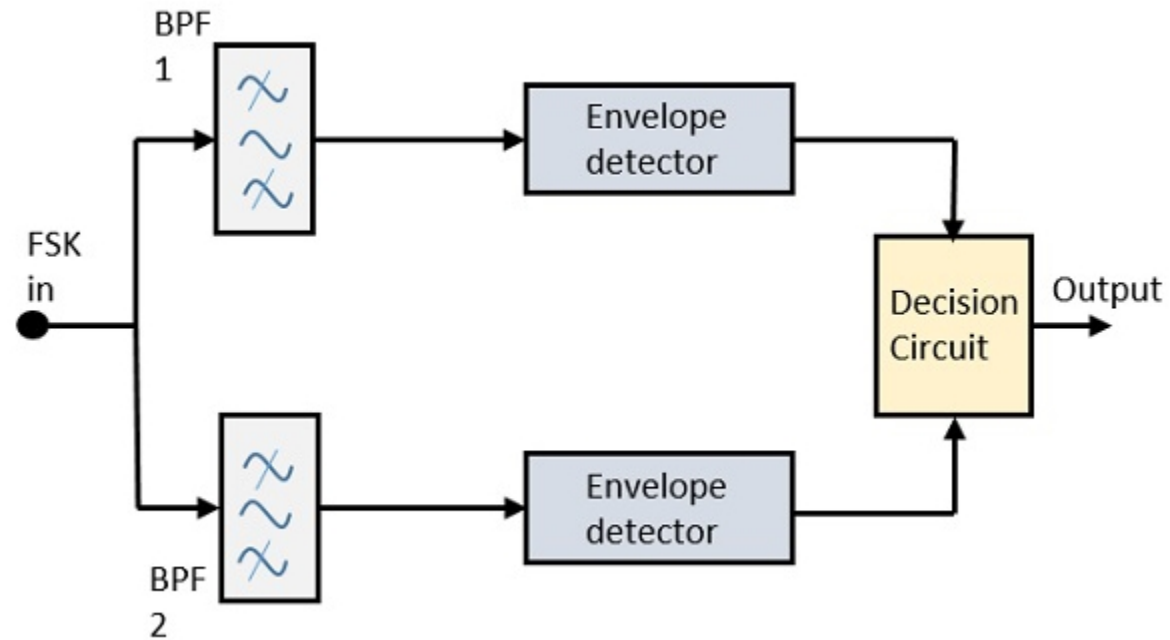 BPF
1
Envelope
detector
FSK
in
Decision
Circuit
Output
Envelope
detector
BPF
2